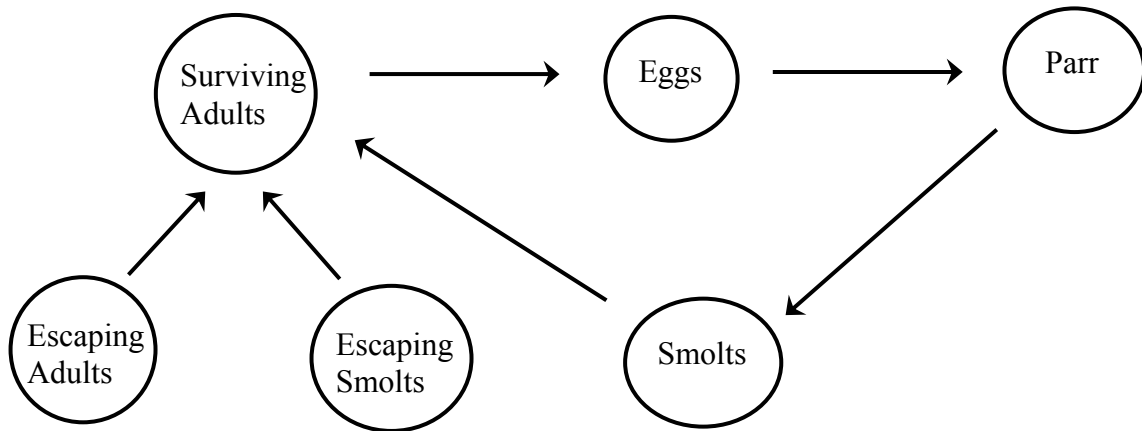 Surviving
Adults
Eggs
Parr
Escaping
Adults
Escaping
Smolts
Smolts